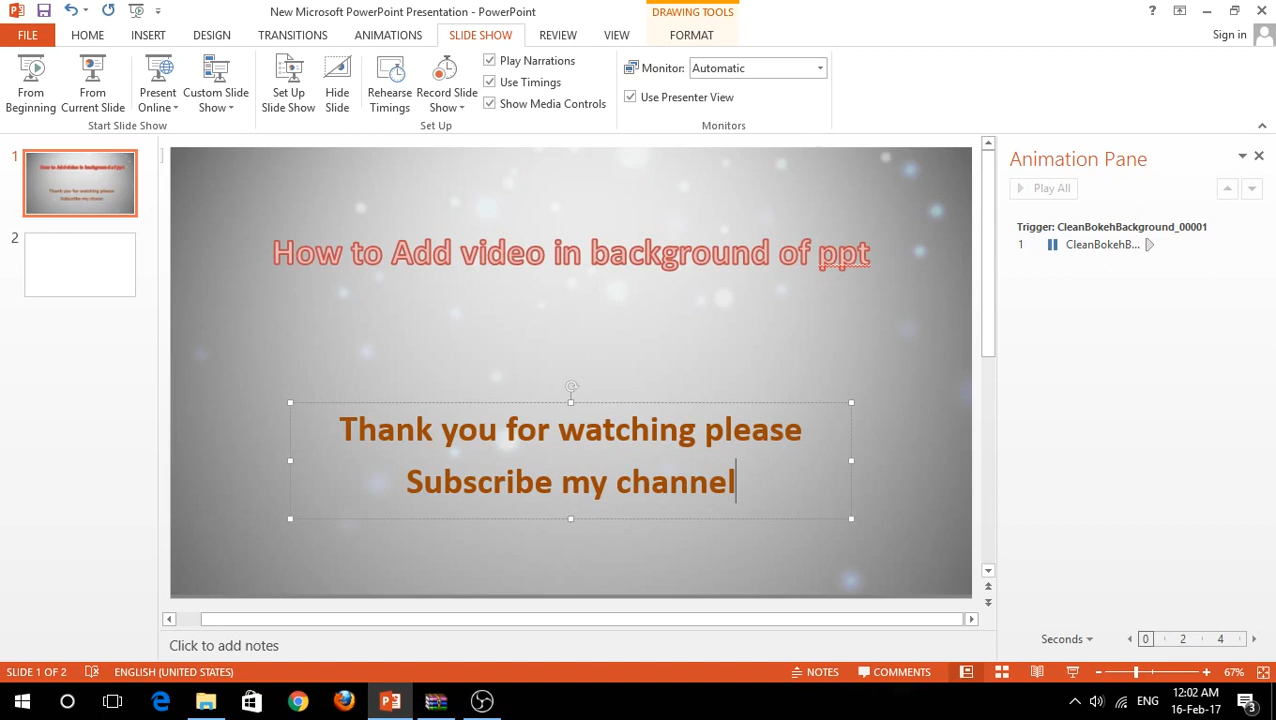 New Microsoft PowerPoint Presentation - PowerPoint
DRAWING TOOLS
FILE HOME INSERT DESIGN TRANSITIONS ANIMATIONS SLIDE SHOW REVIEW VIEW FORMAT
Sign in
From Beginning
From Current Slide
Present Online
Custom Slide Show
Start Slide Show
Set Up Slide Show
Hide Slide
Rehearse Timings
Record Slide Show
Play Narrations
Use Timings
Show Media Controls
Set Up
Monitor: Automatic
Use Presenter View
Monitors
1
2
How to Add video in background of ppt
Thank you for watching please
Subscribe my channel
Animation Pane
Play All
Trigger: CleanBokehBackground_00001
1 CleanBokehB...
Seconds 0 2 4
Click to add notes
SLIDE 1 OF 2 ENGLISH (UNITED STATES) NOTES COMMENTS 67%
ENG
12:02 AM
16-Feb-17
3